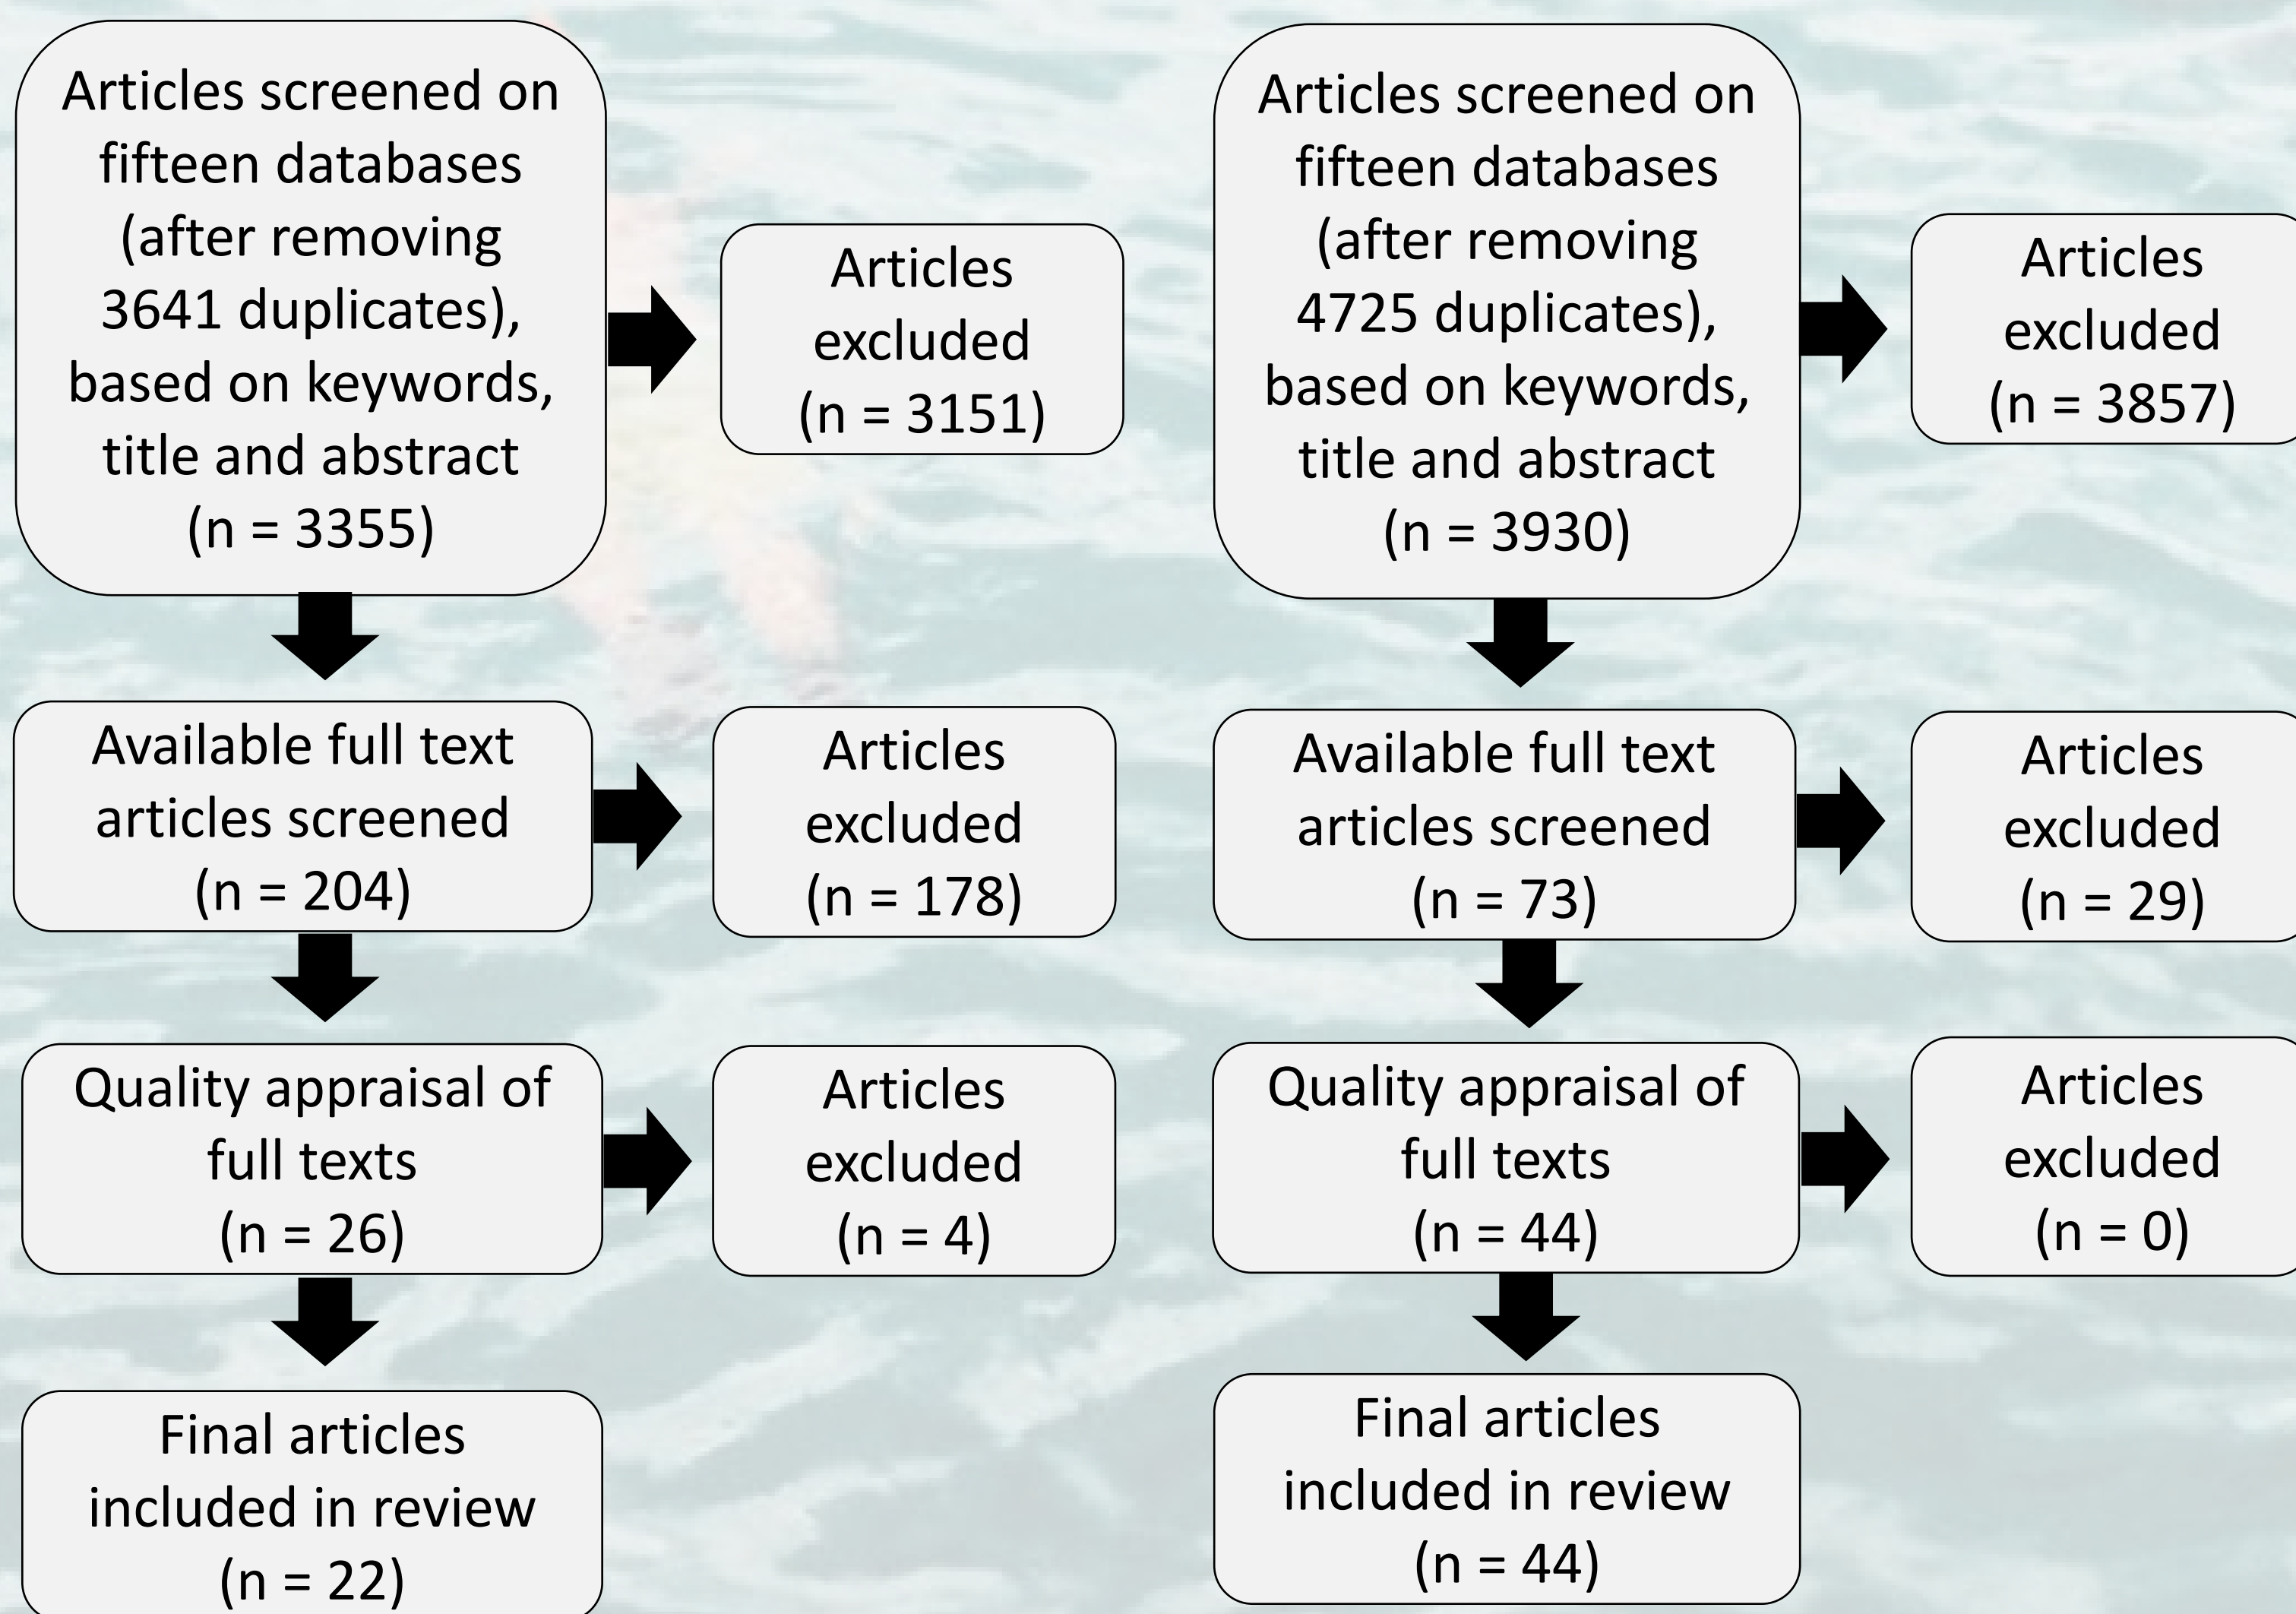 Articles screened on
fifteen databases
(after removing
3641 duplicates),
based on keywords,
title and abstract
(n = 3355)
Articles
excluded
(n = 3151)
Available full text
articles screened
(n = 204)
Articles
excluded
(n = 178)
Quality appraisal of
full texts
(n = 26)
Articles
excluded
(n = 4)
Final articles
included in review
(n = 22)
Articles screened on
fifteen databases
(after removing
4725 duplicates),
based on keywords,
title and abstract
(n = 3930)
Articles
excluded
(n = 3857)
Available full text
articles screened
(n = 73)
Articles
excluded
(n = 29)
Quality appraisal of
full texts
(n = 44)
Articles
excluded
(n = 0)
Final articles
included in review
(n = 44)